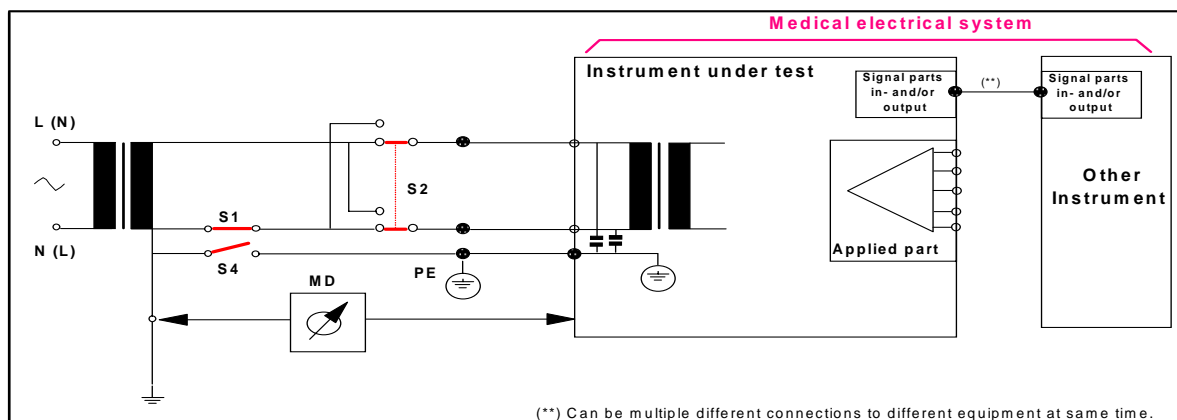 Medical electrical system
Instrument under test
Signal parts
in- and/or
output
(**)
Signal parts
in- and/or
output
L (N)
S2
Other
Instrument
S1
N (L)
S4
Applied part
PE
MD
(**) Can be multiple different connections to different equipment at same time.